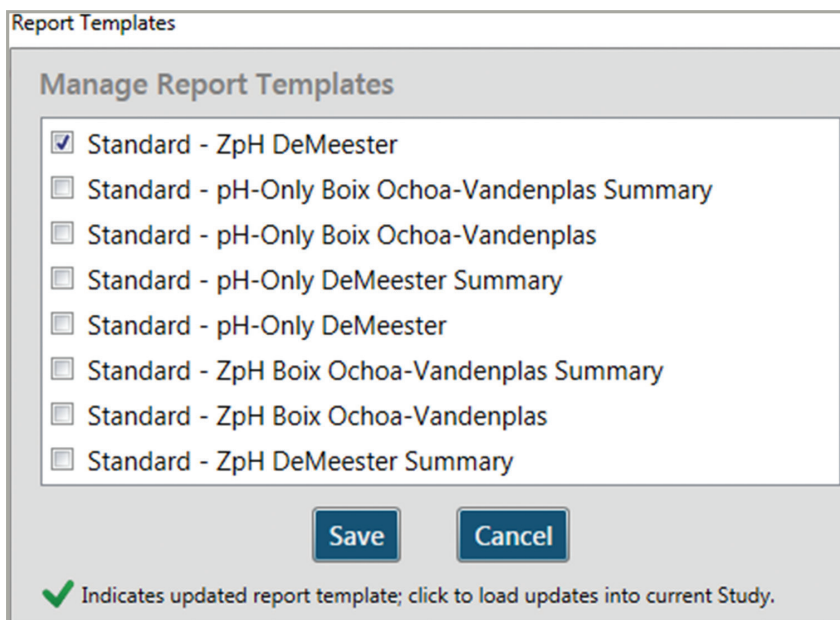 Report Templates
Manage Report Templates
Standard - ZpH DeMeester
Standard - pH-Only Boix Ochoa-Vandenplas Summary
Standard - pH-Only Boix Ochoa-Vandenplas
Standard - pH-Only DeMeester Summary
Standard - pH-Only DeMeester
Standard - ZpH Boix Ochoa-Vandenplas Summary
Standard - ZpH Boix Ochoa-Vandenplas
Standard - ZpH DeMeester Summary
Save Cancel
Indicates updated report template; click to load updates into current Study.